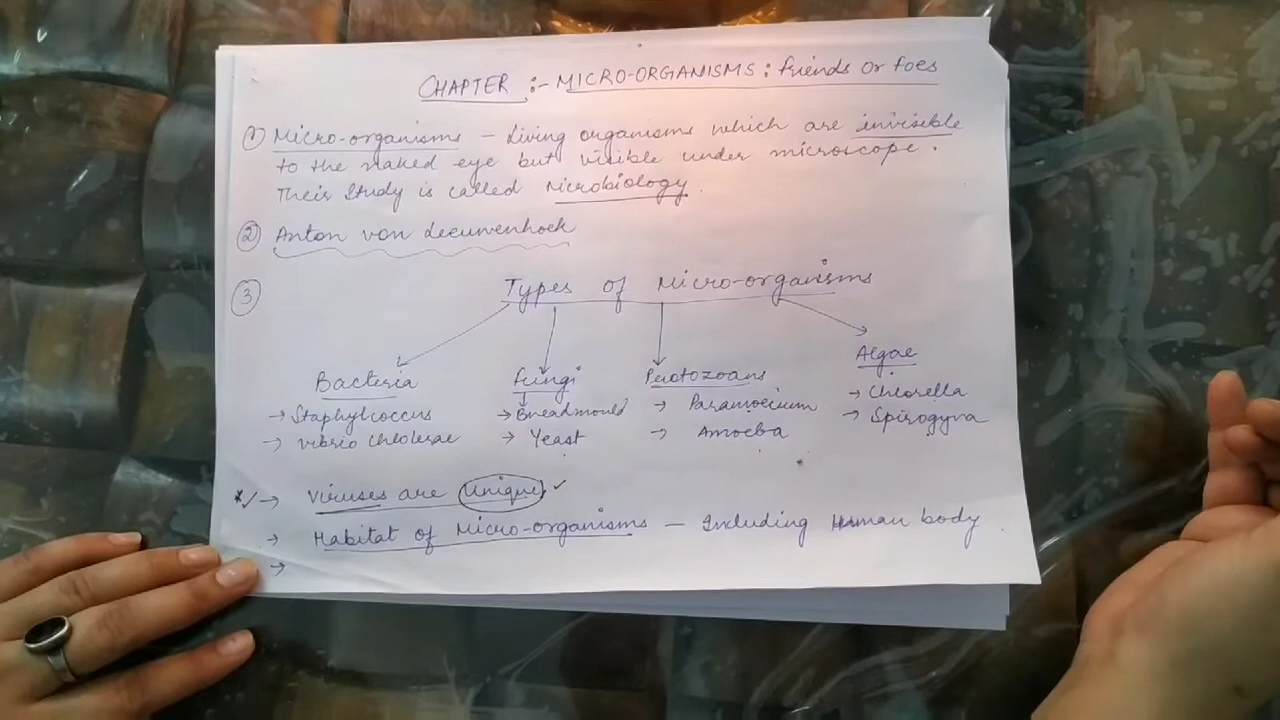 CHAPTER :- MICRO-ORGANISMS : Friends Or Foes
① Micro-organisms - Living organisms which are invisible
to the naked eye but visible under microscope.
Their Study is called Microbiology.
② Anton von Leeuwenhoek
③ Types of Micro-organisms
Bacteria Fungi Protozoans Algae
→ Staphylcoccus → Breadmould → Paramoecium → Chlorella
→ Vibrio Chlolerae → Yeast → Amoeba → Spirogyra
*✓→ Viruses are Unique ✓
→ Habitat of Micro-organisms - Including Human body
→